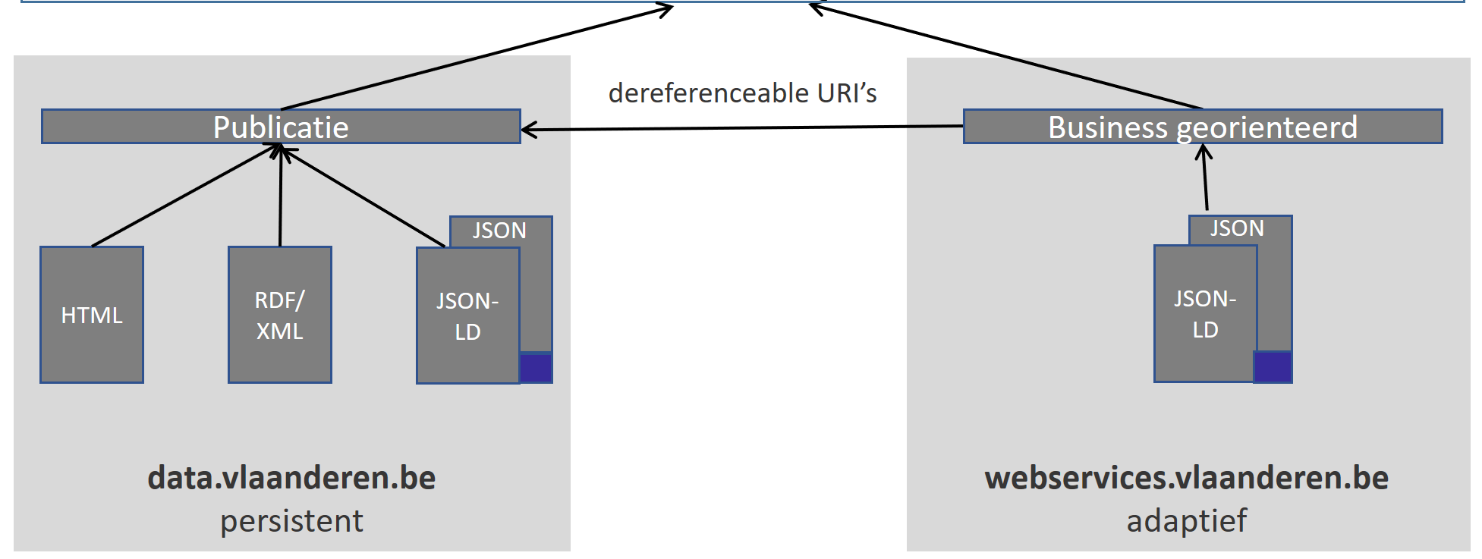 dereferenceable URI's
Publicatie
Business georienteerd
JSON
JSON
HTML
RDF/
XML
JSON-
LD
JSON-
LD
data.vlaanderen.be
persistent
webservices.vlaanderen.be
adaptief